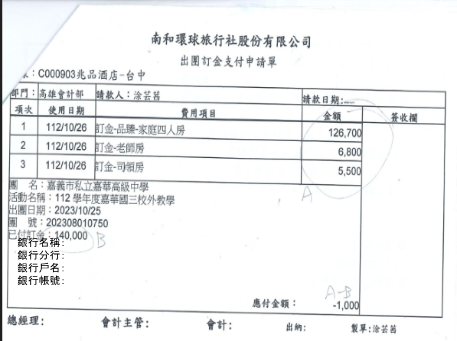 南和環球旅行社股份有限公司
出團訂金支付申請單
：C000903兆品酒店-台中
部門：高雄會計部 請款人：涂芸茜 請款日期：
項次 使用日期 費用項目 金額 簽收欄
1 112/10/26 訂金-品臻-家庭四人房 126,700
2 112/10/26 訂金-老師房 6,800
3 112/10/26 訂金-司領房 5,500
A
團 名：嘉義市私立嘉華高級中學
活動名稱：112 學年度嘉華國三校外教學
出團日期：2023/10/25
團 號：202308010750
已付訂金：140,000 B
銀行名稱：
銀行分行：
銀行戶名：
銀行帳號：
A-B
應付金額： -1,000
總經理： 會計主管： 會計： 出納： 製單：涂芸茜